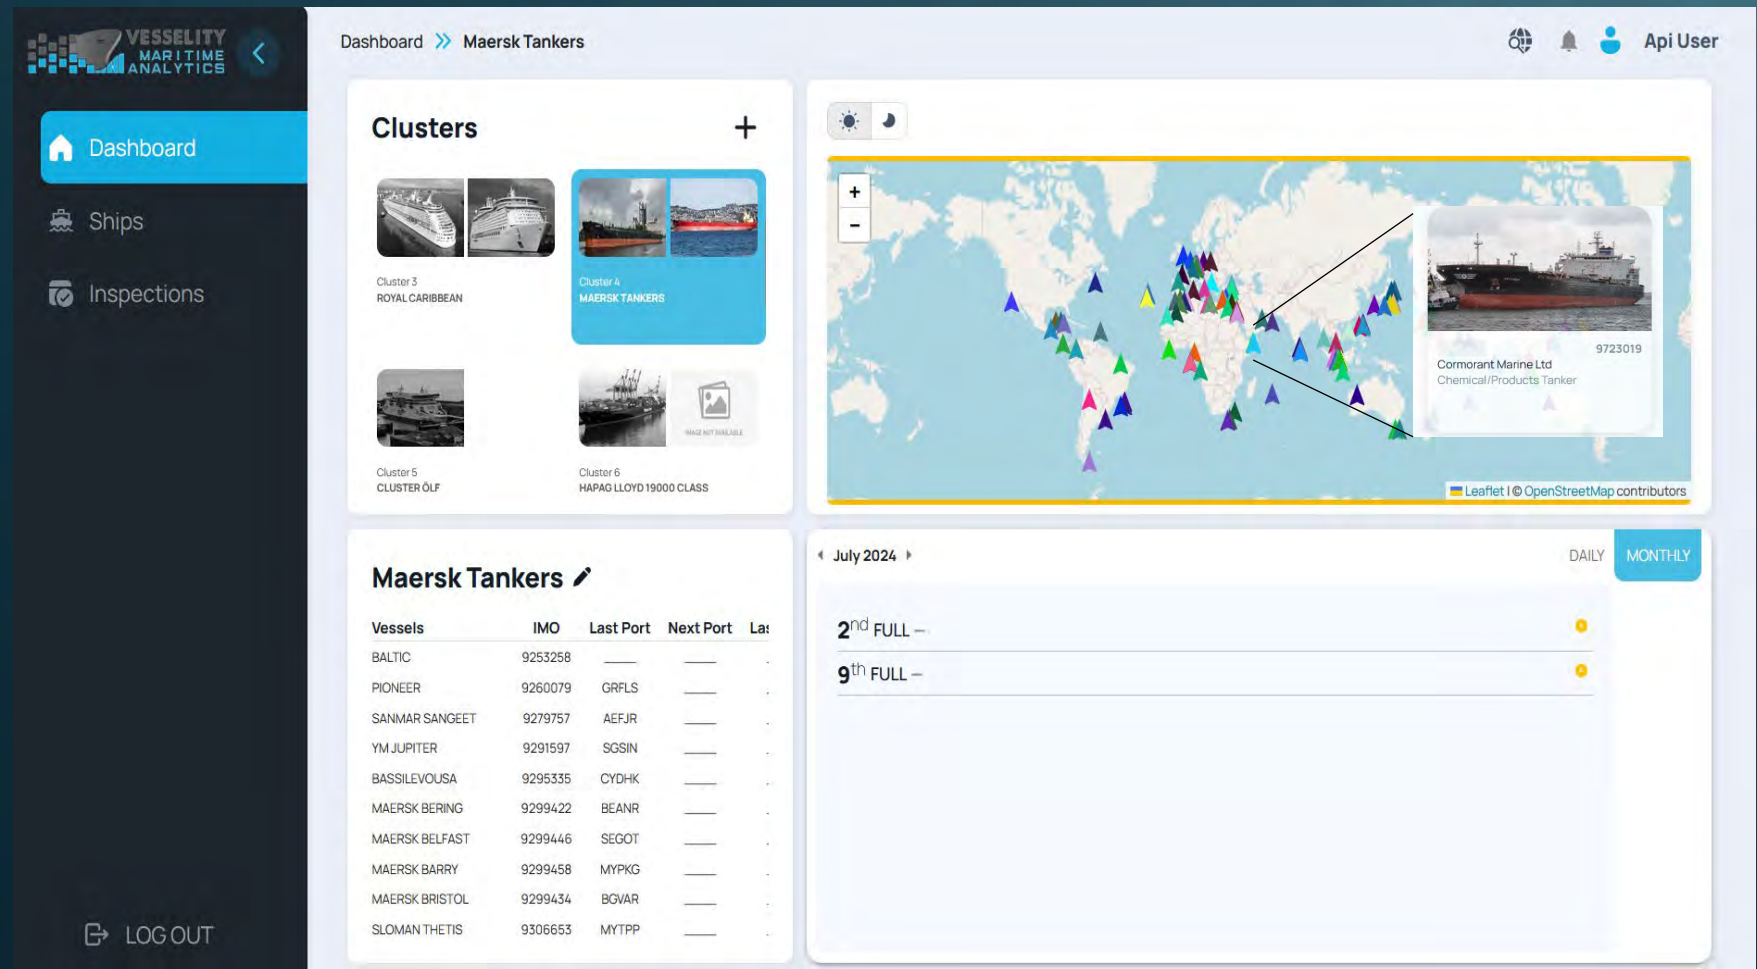 VESSELITY
MARITIME
ANALYTICS
Dashboard
Ships
Inspections
LOG OUT
Dashboard Maersk Tankers
Api User
Clusters +
Cluster 3
ROYAL CARIBBEAN
Cluster 4
MAERSK TANKERS
Cluster 5
CLUSTER ÖLF
IMAGE NOT AVAILABLE
Cluster 6
HAPAG LLOYD 19000 CLASS
+
−
9723019
Cormorant Marine Ltd
Chemical/Products Tanker
Leaflet | © OpenStreetMap contributors
Maersk Tankers
Vessels IMO Last Port Next Port
BALTIC 9253258
PIONEER 9260079 GRFLS
SANMAR SANGEET 9279757 AEFJR
YM JUPITER 9291597 SGSIN
BASSILEVOUSA 9295335 CYDHK
MAERSK BERING 9299422 BEANR
MAERSK BELFAST 9299446 SEGOT
MAERSK BARRY 9299458 MYPKG
MAERSK BRISTOL 9299434 BGVAR
SLOMAN THETIS 9306653 MYTPP
July 2024
DAILY MONTHLY
2nd FULL –
9th FULL –